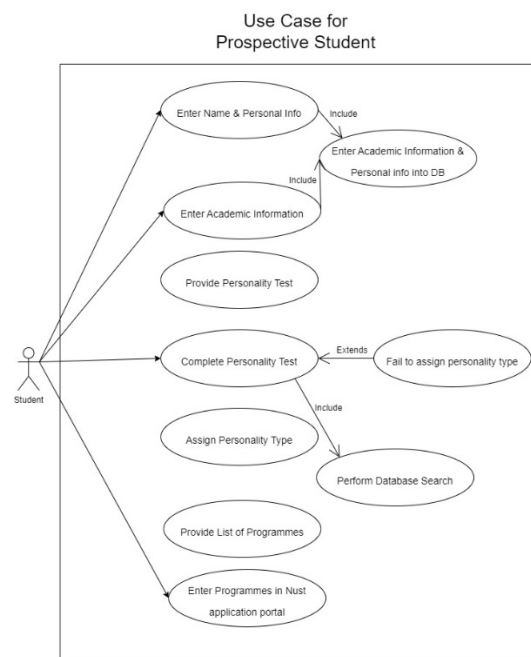 Use Case for
Prospective Student
Enter Name & Personal Info
Include
Enter Academic Information &
Personal info into DB
Include
Enter Academic Information
Provide Personality Test
Extends
Complete Personality Test
Fail to assign personality type
Student
Include
Assign Personality Type
Perform Database Search
Provide List of Programmes
Enter Programmes in Nust
application portal